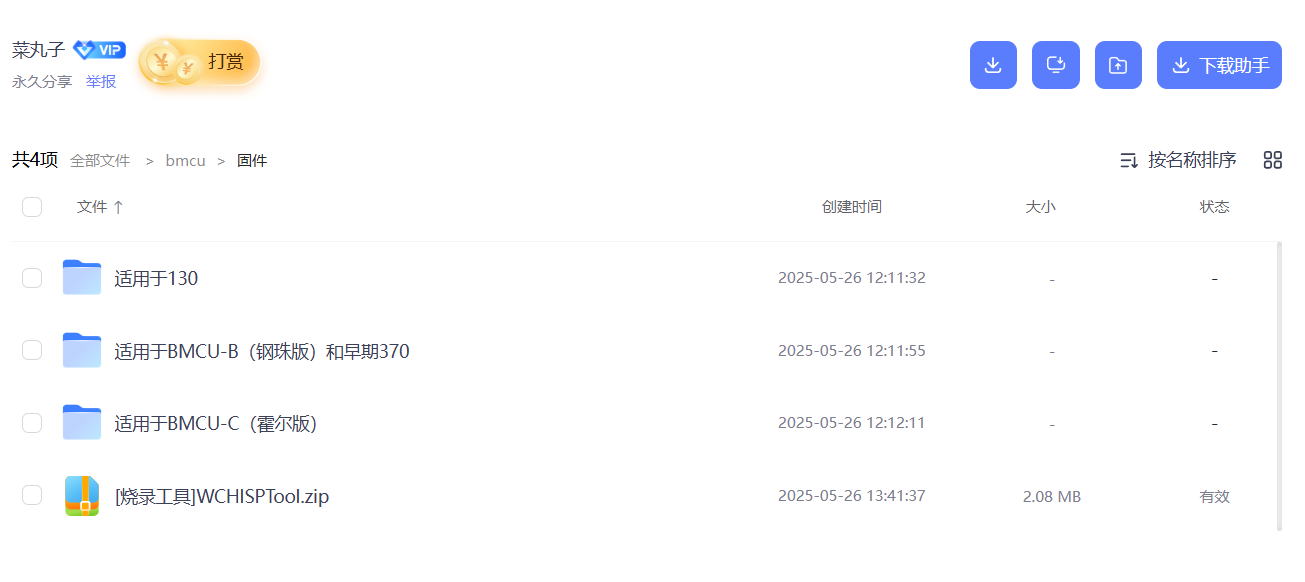 菜丸子 VIP 打赏 下载助手
永久分享 举报
共4项 全部文件 > bmcu > 固件 按名称排序
文件 ↑ 创建时间 大小 状态
适用于130 2025-05-26 12:11:32 - -
适用于BMCU-B（钢珠版）和早期370 2025-05-26 12:11:55 - -
适用于BMCU-C（霍尔版） 2025-05-26 12:12:11 - -
[烧录工具]WCHISPTool.zip 2025-05-26 13:41:37 2.08 MB 有效